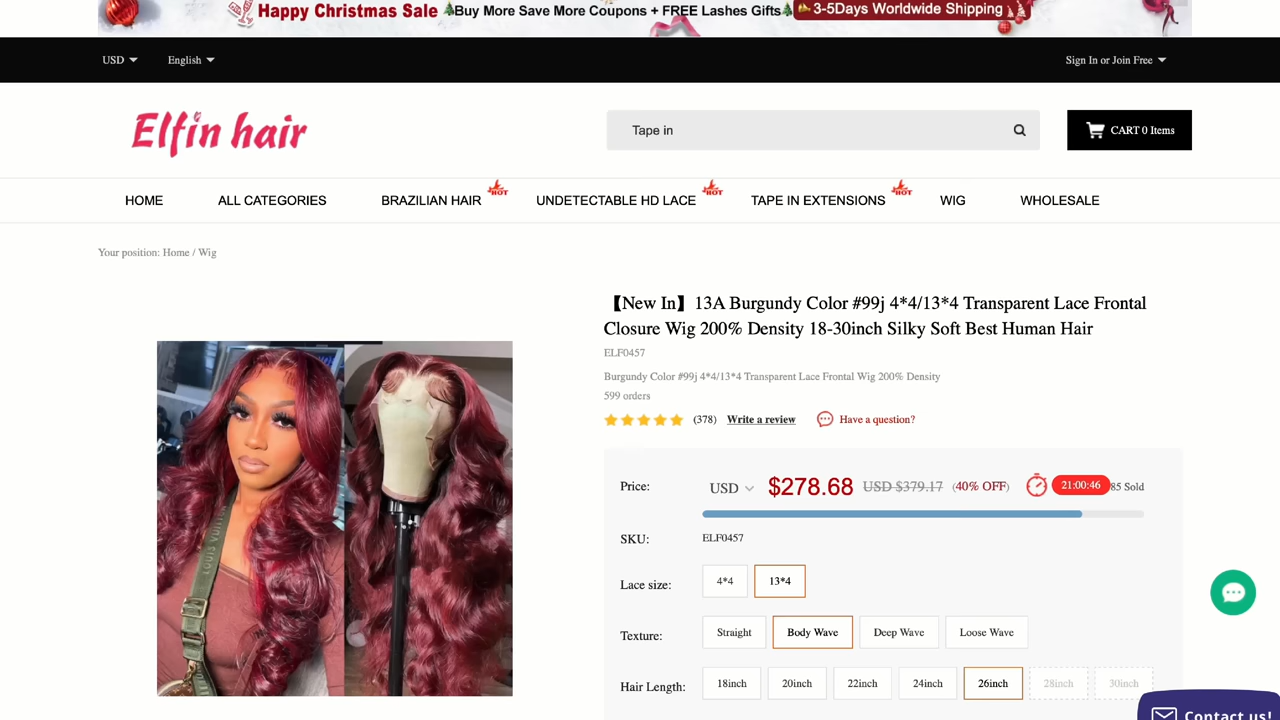 Happy Christmas Sale Buy More Save More Coupons + FREE Lashes Gifts 3-5Days Worldwide Shipping
USD English Sign In or Join Free
Elfin hair
Tape in
CART 0 Items
HOT HOT HOT
HOME ALL CATEGORIES BRAZILIAN HAIR UNDETECTABLE HD LACE TAPE IN EXTENSIONS WIG WHOLESALE
Your position: Home / Wig
【New In】13A Burgundy Color #99j 4*4/13*4 Transparent Lace Frontal
Closure Wig 200% Density 18-30inch Silky Soft Best Human Hair
ELF0457
Burgundy Color #99j 4*4/13*4 Transparent Lace Frontal Wig 200% Density
599 orders
(378) Write a review Have a question?
Price: USD $278.68 USD $379.17 (40% OFF) 21:00:46 85 Sold
SKU: ELF0457
Lace size: 4*4 13*4
Texture: Straight Body Wave Deep Wave Loose Wave
Hair Length: 18inch 20inch 22inch 24inch 26inch 28inch 30inch
Contact us!